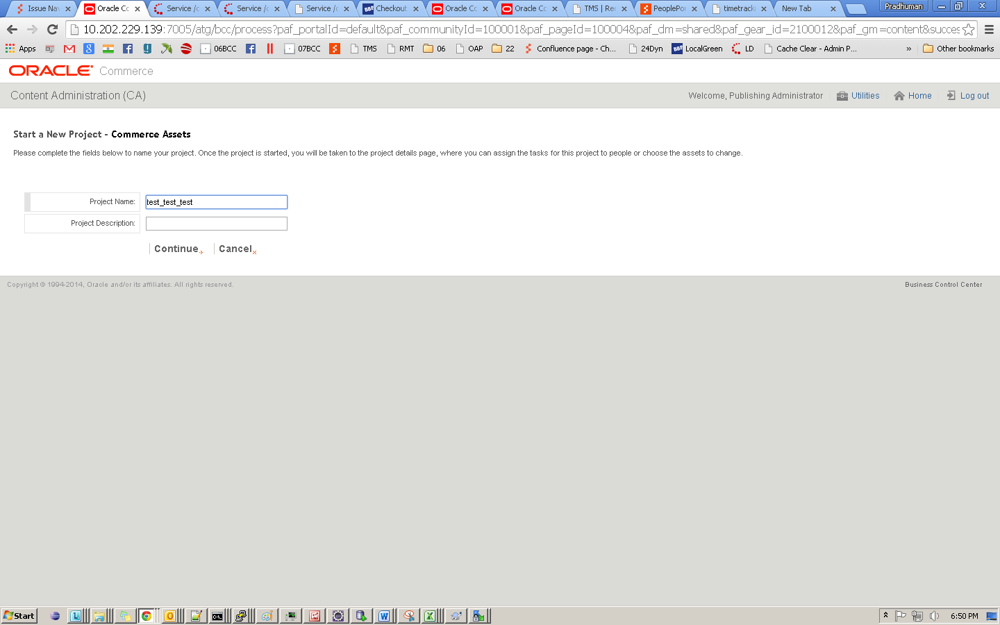 Issue Nav
Oracle Co
Service /c
Service /c
Service /c
BBB Checkout
Oracle Co
Oracle Co
TMS | Rec
PeoplePor
timetracki
New Tab
Pradhuman
10.202.229.139:7005/atg/bcc/process?paf_portalId=default&paf_communityId=100001&paf_pageId=100004&paf_dm=shared&paf_gear_id=2100012&paf_gm=content&succes
Apps
06BCC
07BCC
TMS
RMT
06
OAP
22
Confluence page - Ch...
24Dyn
LocalGreen
LD
Cache Clear - Admin P...
»
Other bookmarks
ORACLE Commerce
Content Administration (CA)
Welcome, Publishing Administrator
Utilities
Home
Log out
Start a New Project - Commerce Assets
Please complete the fields below to name your project. Once the project is started, you will be taken to the project details page, where you can assign the tasks for this project to people or choose the assets to change.
Project Name: test_test_test
Project Description:
Continue
Cancel
Copyright © 1994-2014, Oracle and/or its affiliates. All rights reserved.
Business Control Center
Start
6:50 PM